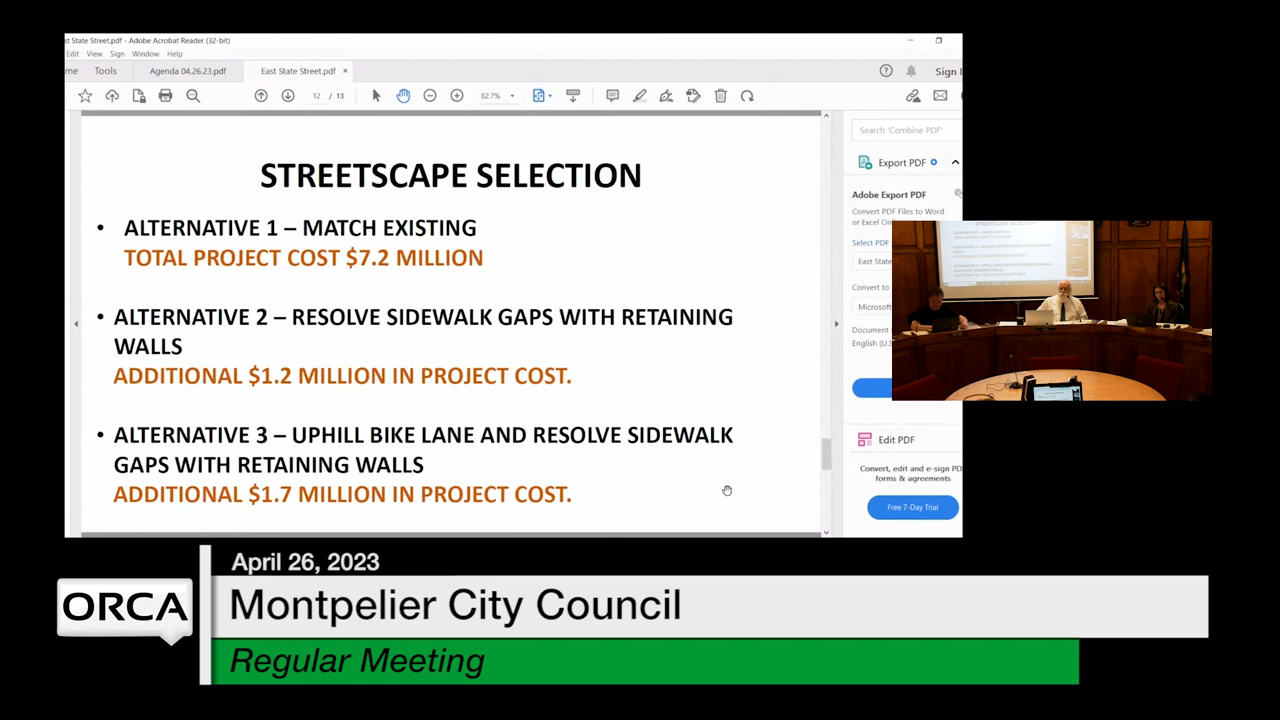 st State Street.pdf - Adobe Acrobat Reader (32-bit)
Edit View Sign Window Help
me Tools Agenda 04.26.23.pdf East State Street.pdf × Sign I
12 / 13 82.7%
STREETSCAPE SELECTION
• ALTERNATIVE 1 – MATCH EXISTING
TOTAL PROJECT COST $7.2 MILLION
• ALTERNATIVE 2 – RESOLVE SIDEWALK GAPS WITH RETAINING
WALLS
ADDITIONAL $1.2 MILLION IN PROJECT COST.
• ALTERNATIVE 3 – UPHILL BIKE LANE AND RESOLVE SIDEWALK
GAPS WITH RETAINING WALLS
ADDITIONAL $1.7 MILLION IN PROJECT COST.
Search 'Combine PDF'
Export PDF
Adobe Export PDF
Convert PDF Files to Word
or Excel Onl
Select PDF
East State
Convert to
Microsof
Document
English (U.S
Edit PDF
Convert, edit and e-sign PD
forms & agreements
Free 7-Day Trial
April 26, 2023
ORCA
Montpelier City Council
Regular Meeting